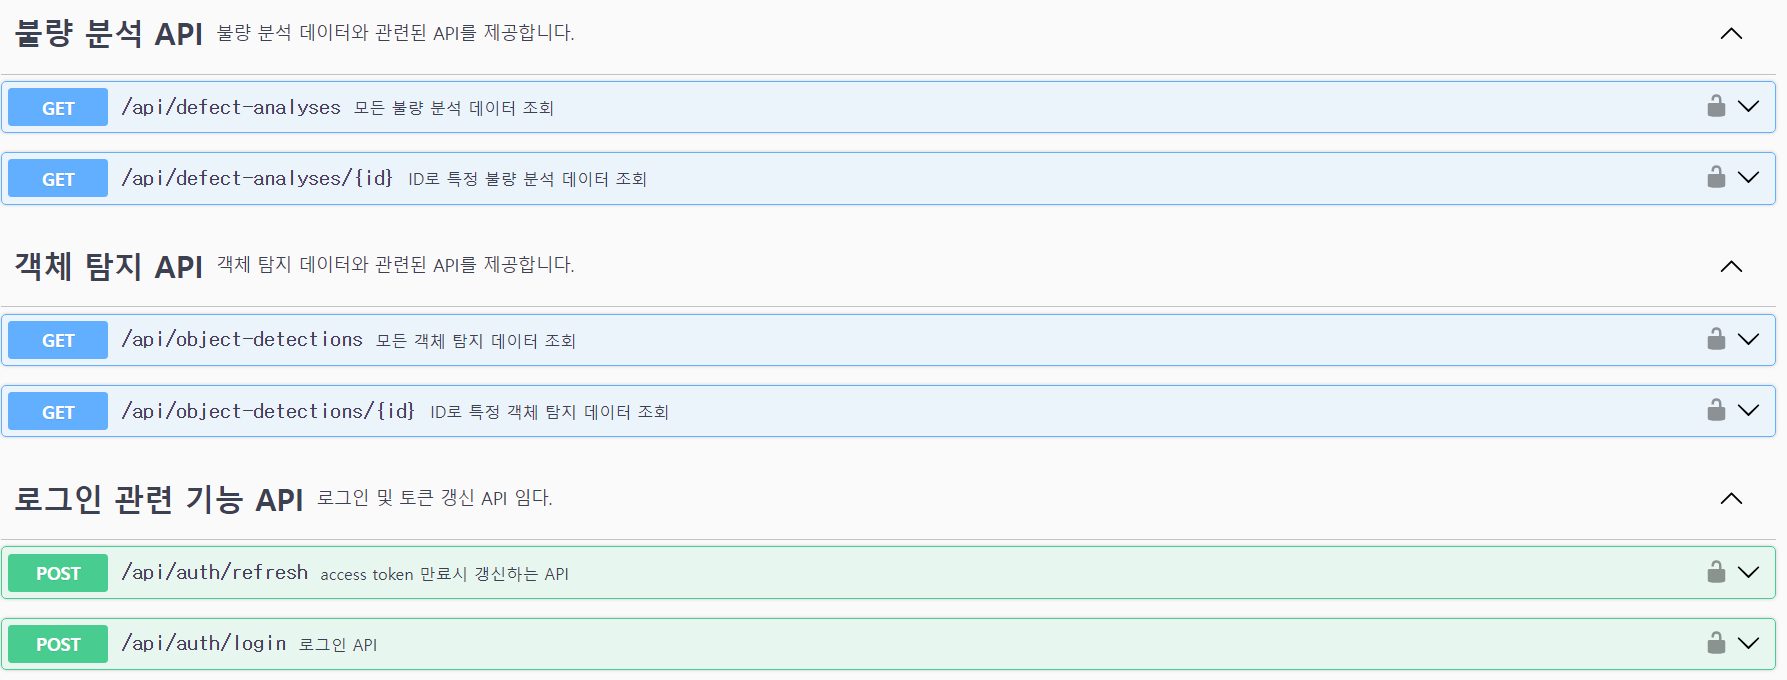 불량 분석 API 불량 분석 데이터와 관련된 API를 제공합니다.
GET /api/defect-analyses 모든 불량 분석 데이터 조회
GET /api/defect-analyses/{id} ID로 특정 불량 분석 데이터 조회
객체 탐지 API 객체 탐지 데이터와 관련된 API를 제공합니다.
GET /api/object-detections 모든 객체 탐지 데이터 조회
GET /api/object-detections/{id} ID로 특정 객체 탐지 데이터 조회
로그인 관련 기능 API 로그인 및 토큰 갱신 API 임다.
POST /api/auth/refresh access token 만료시 갱신하는 API
POST /api/auth/login 로그인 API